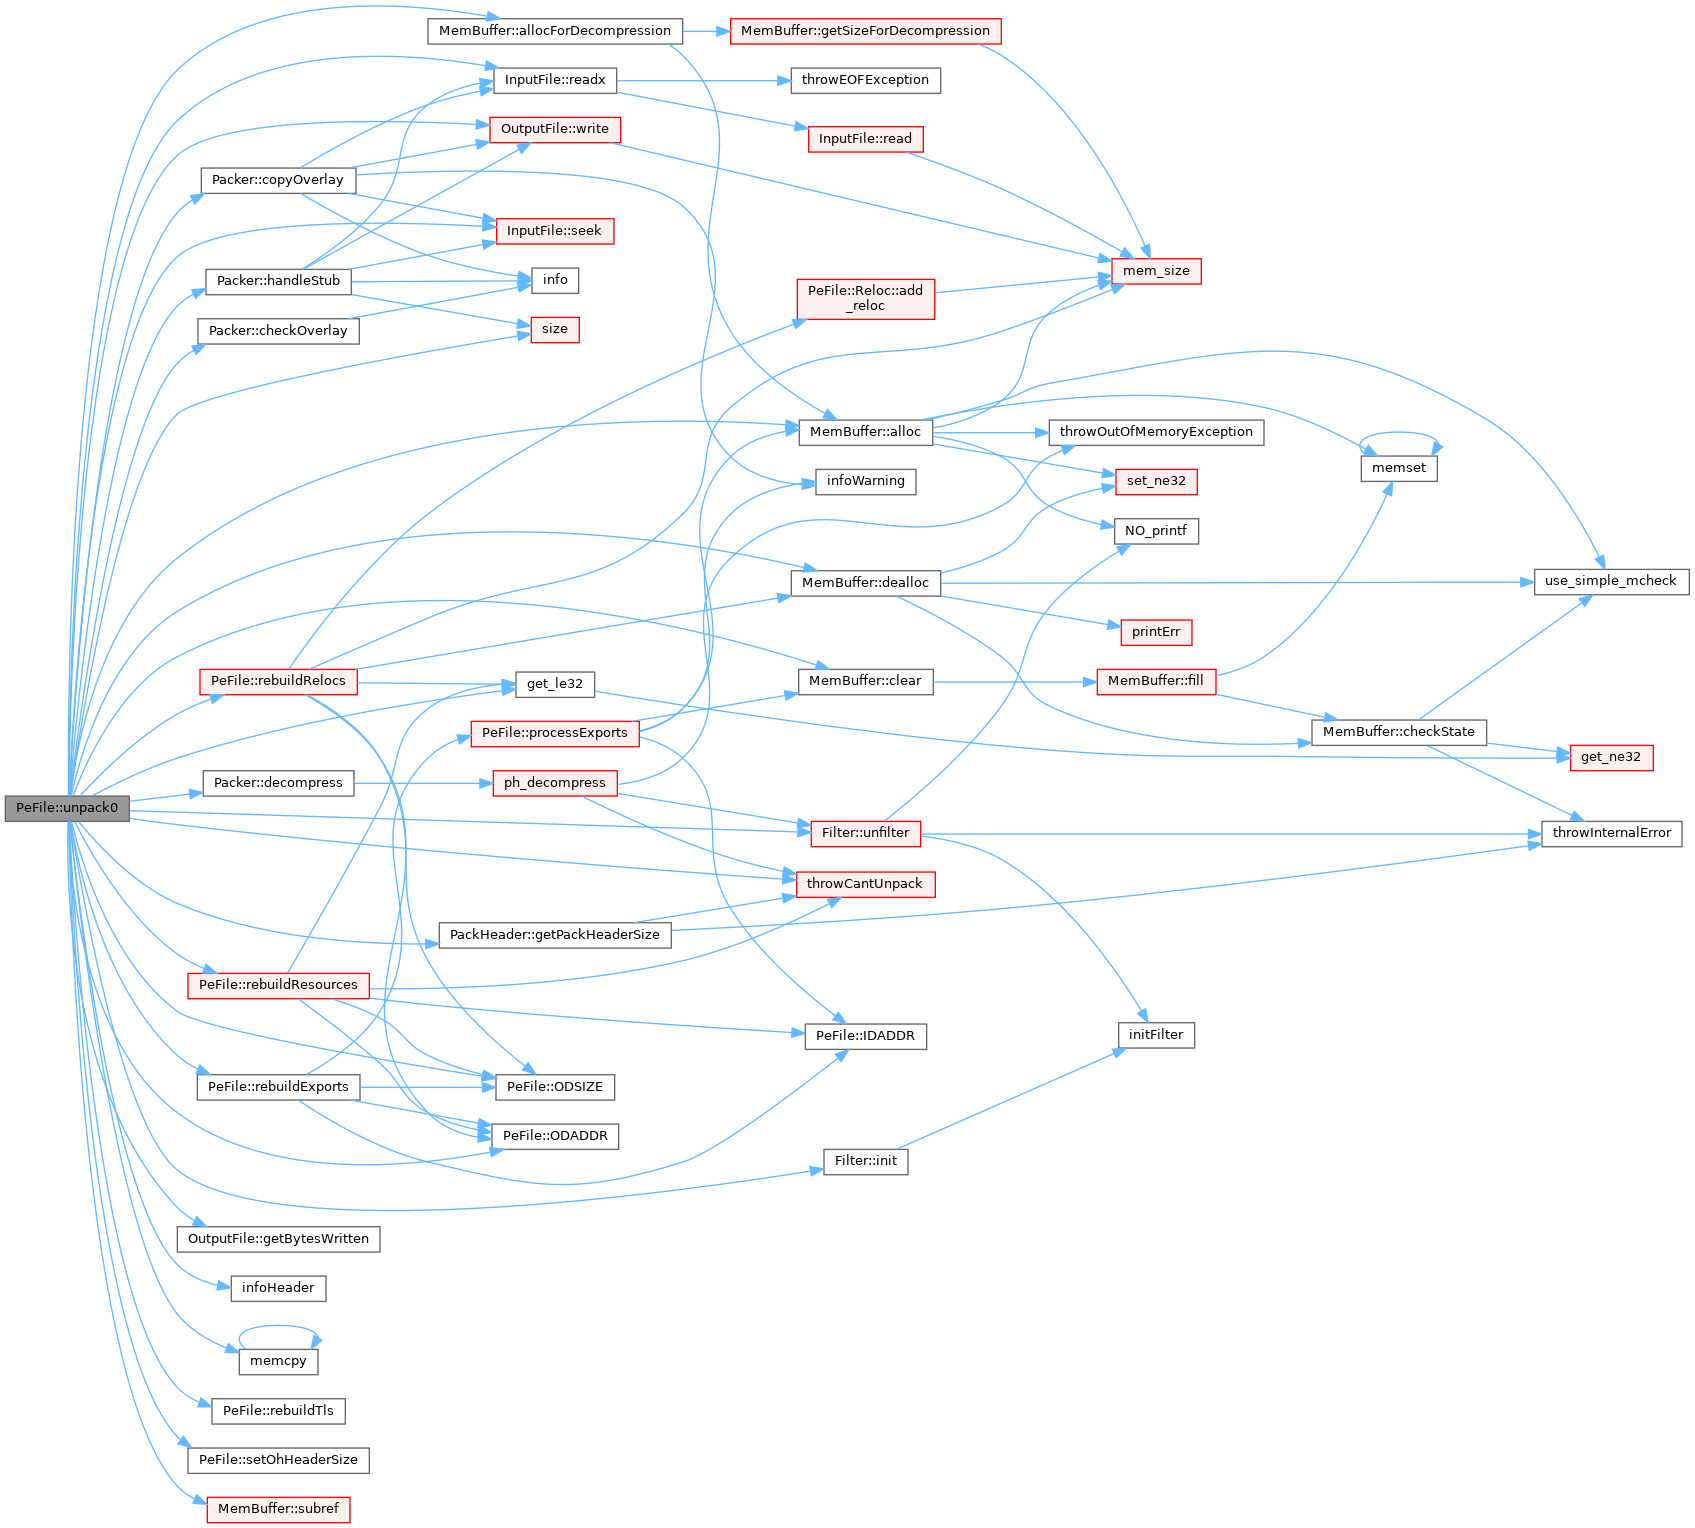 MemBuffer::allocForDecompression
MemBuffer::getSizeForDecompression
InputFile::readx
throwEOFException
OutputFile::write
InputFile::read
Packer::copyOverlay
InputFile::seek
mem_size
Packer::handleStub
info
PeFile::Reloc::add
_reloc
Packer::checkOverlay
size
MemBuffer::alloc
throwOutOfMemoryException
memset
infoWarning
set_ne32
NO_printf
MemBuffer::dealloc
use_simple_mcheck
printErr
PeFile::rebuildRelocs
get_le32
MemBuffer::clear
MemBuffer::fill
PeFile::processExports
MemBuffer::checkState
get_ne32
Packer::decompress
ph_decompress
PeFile::unpack0
Filter::unfilter
throwInternalError
throwCantUnpack
PackHeader::getPackHeaderSize
PeFile::rebuildResources
PeFile::IDADDR
initFilter
PeFile::rebuildExports
PeFile::ODSIZE
PeFile::ODADDR
Filter::init
OutputFile::getBytesWritten
infoHeader
memcpy
PeFile::rebuildTls
PeFile::setOhHeaderSize
MemBuffer::subref